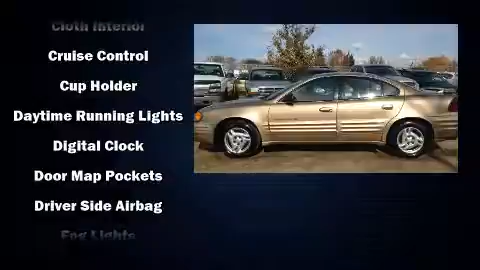 Cloth Interior
Cruise Control
Cup Holder
Daytime Running Lights
Digital Clock
Door Map Pockets
Driver Side Airbag
Fog Lights